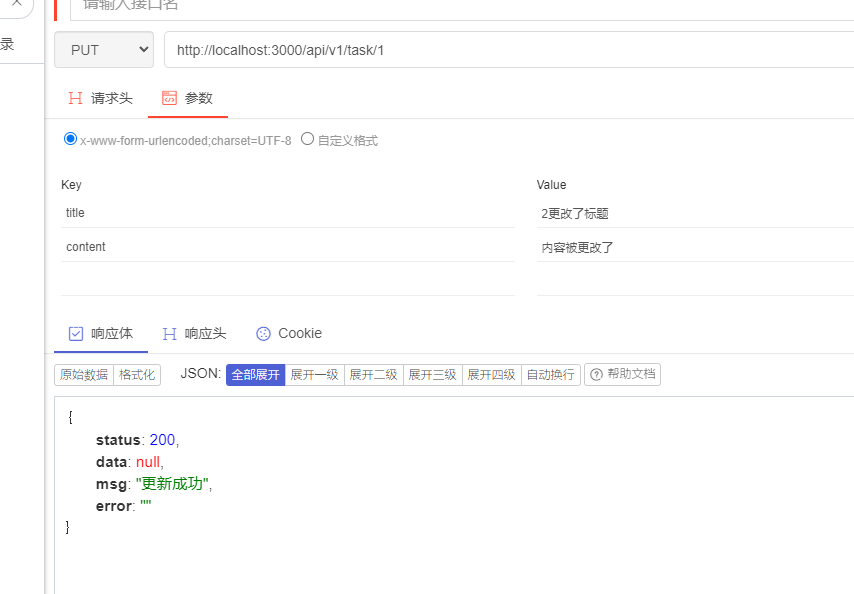 请输入接口名
录
PUT http://localhost:3000/api/v1/task/1
请求头 参数
x-www-form-urlencoded;charset=UTF-8 自定义格式
Key Value
title 2更改了标题
content 内容被更改了
响应体 响应头 Cookie
原始数据 格式化 JSON: 全部展开 展开一级 展开二级 展开三级 展开四级 自动换行 帮助文档
{
status: 200,
data: null,
msg: "更新成功",
error: ""
}